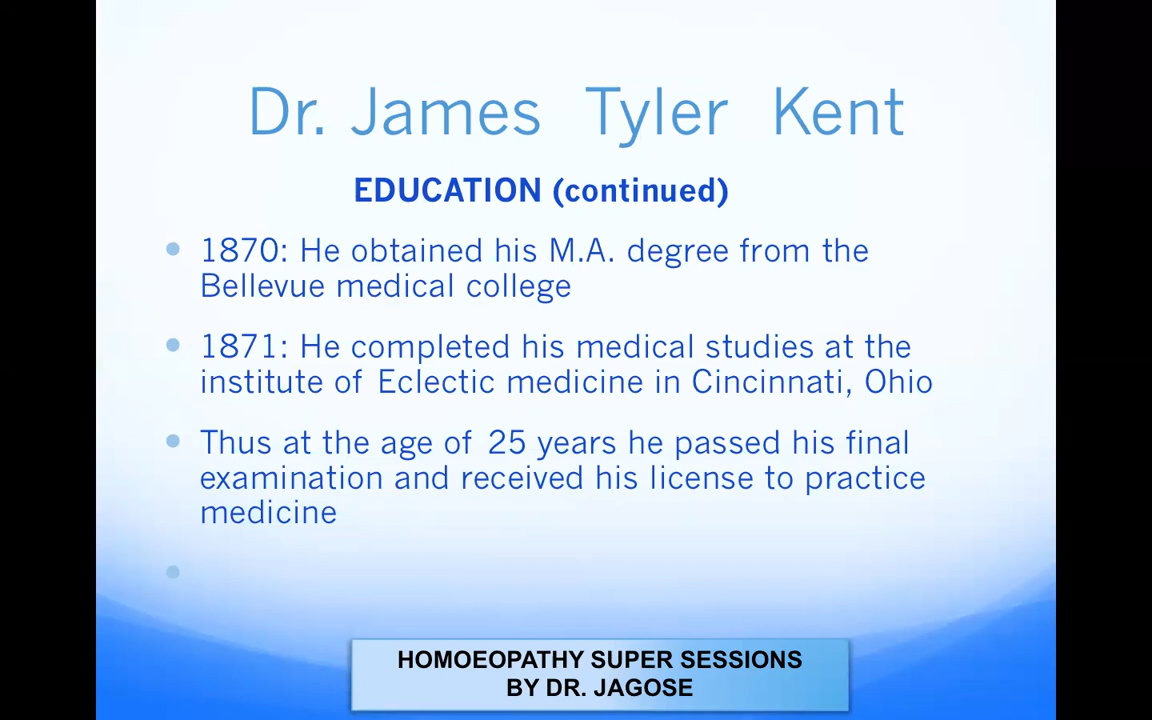 Dr. James Tyler Kent
EDUCATION (continued)
• 1870: He obtained his M.A. degree from the
Bellevue medical college
• 1871: He completed his medical studies at the
institute of Eclectic medicine in Cincinnati, Ohio
• Thus at the age of 25 years he passed his final
examination and received his license to practice
medicine
•
HOMOEOPATHY SUPER SESSIONS
BY DR. JAGOSE